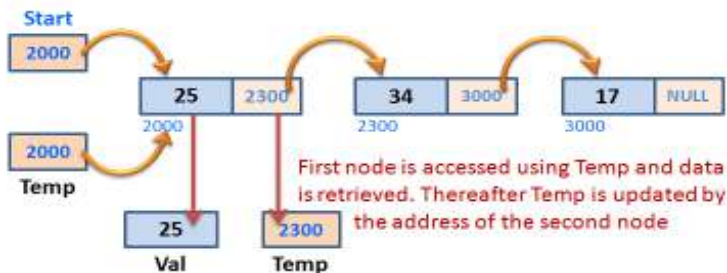 Start
2000
25 2300 34 3000 17 NULL
2000 2300 3000
2000
Temp
First node is accessed using Temp and data
is retrieved. Thereafter Temp is updated by
the address of the second node
25 2300
Val Temp